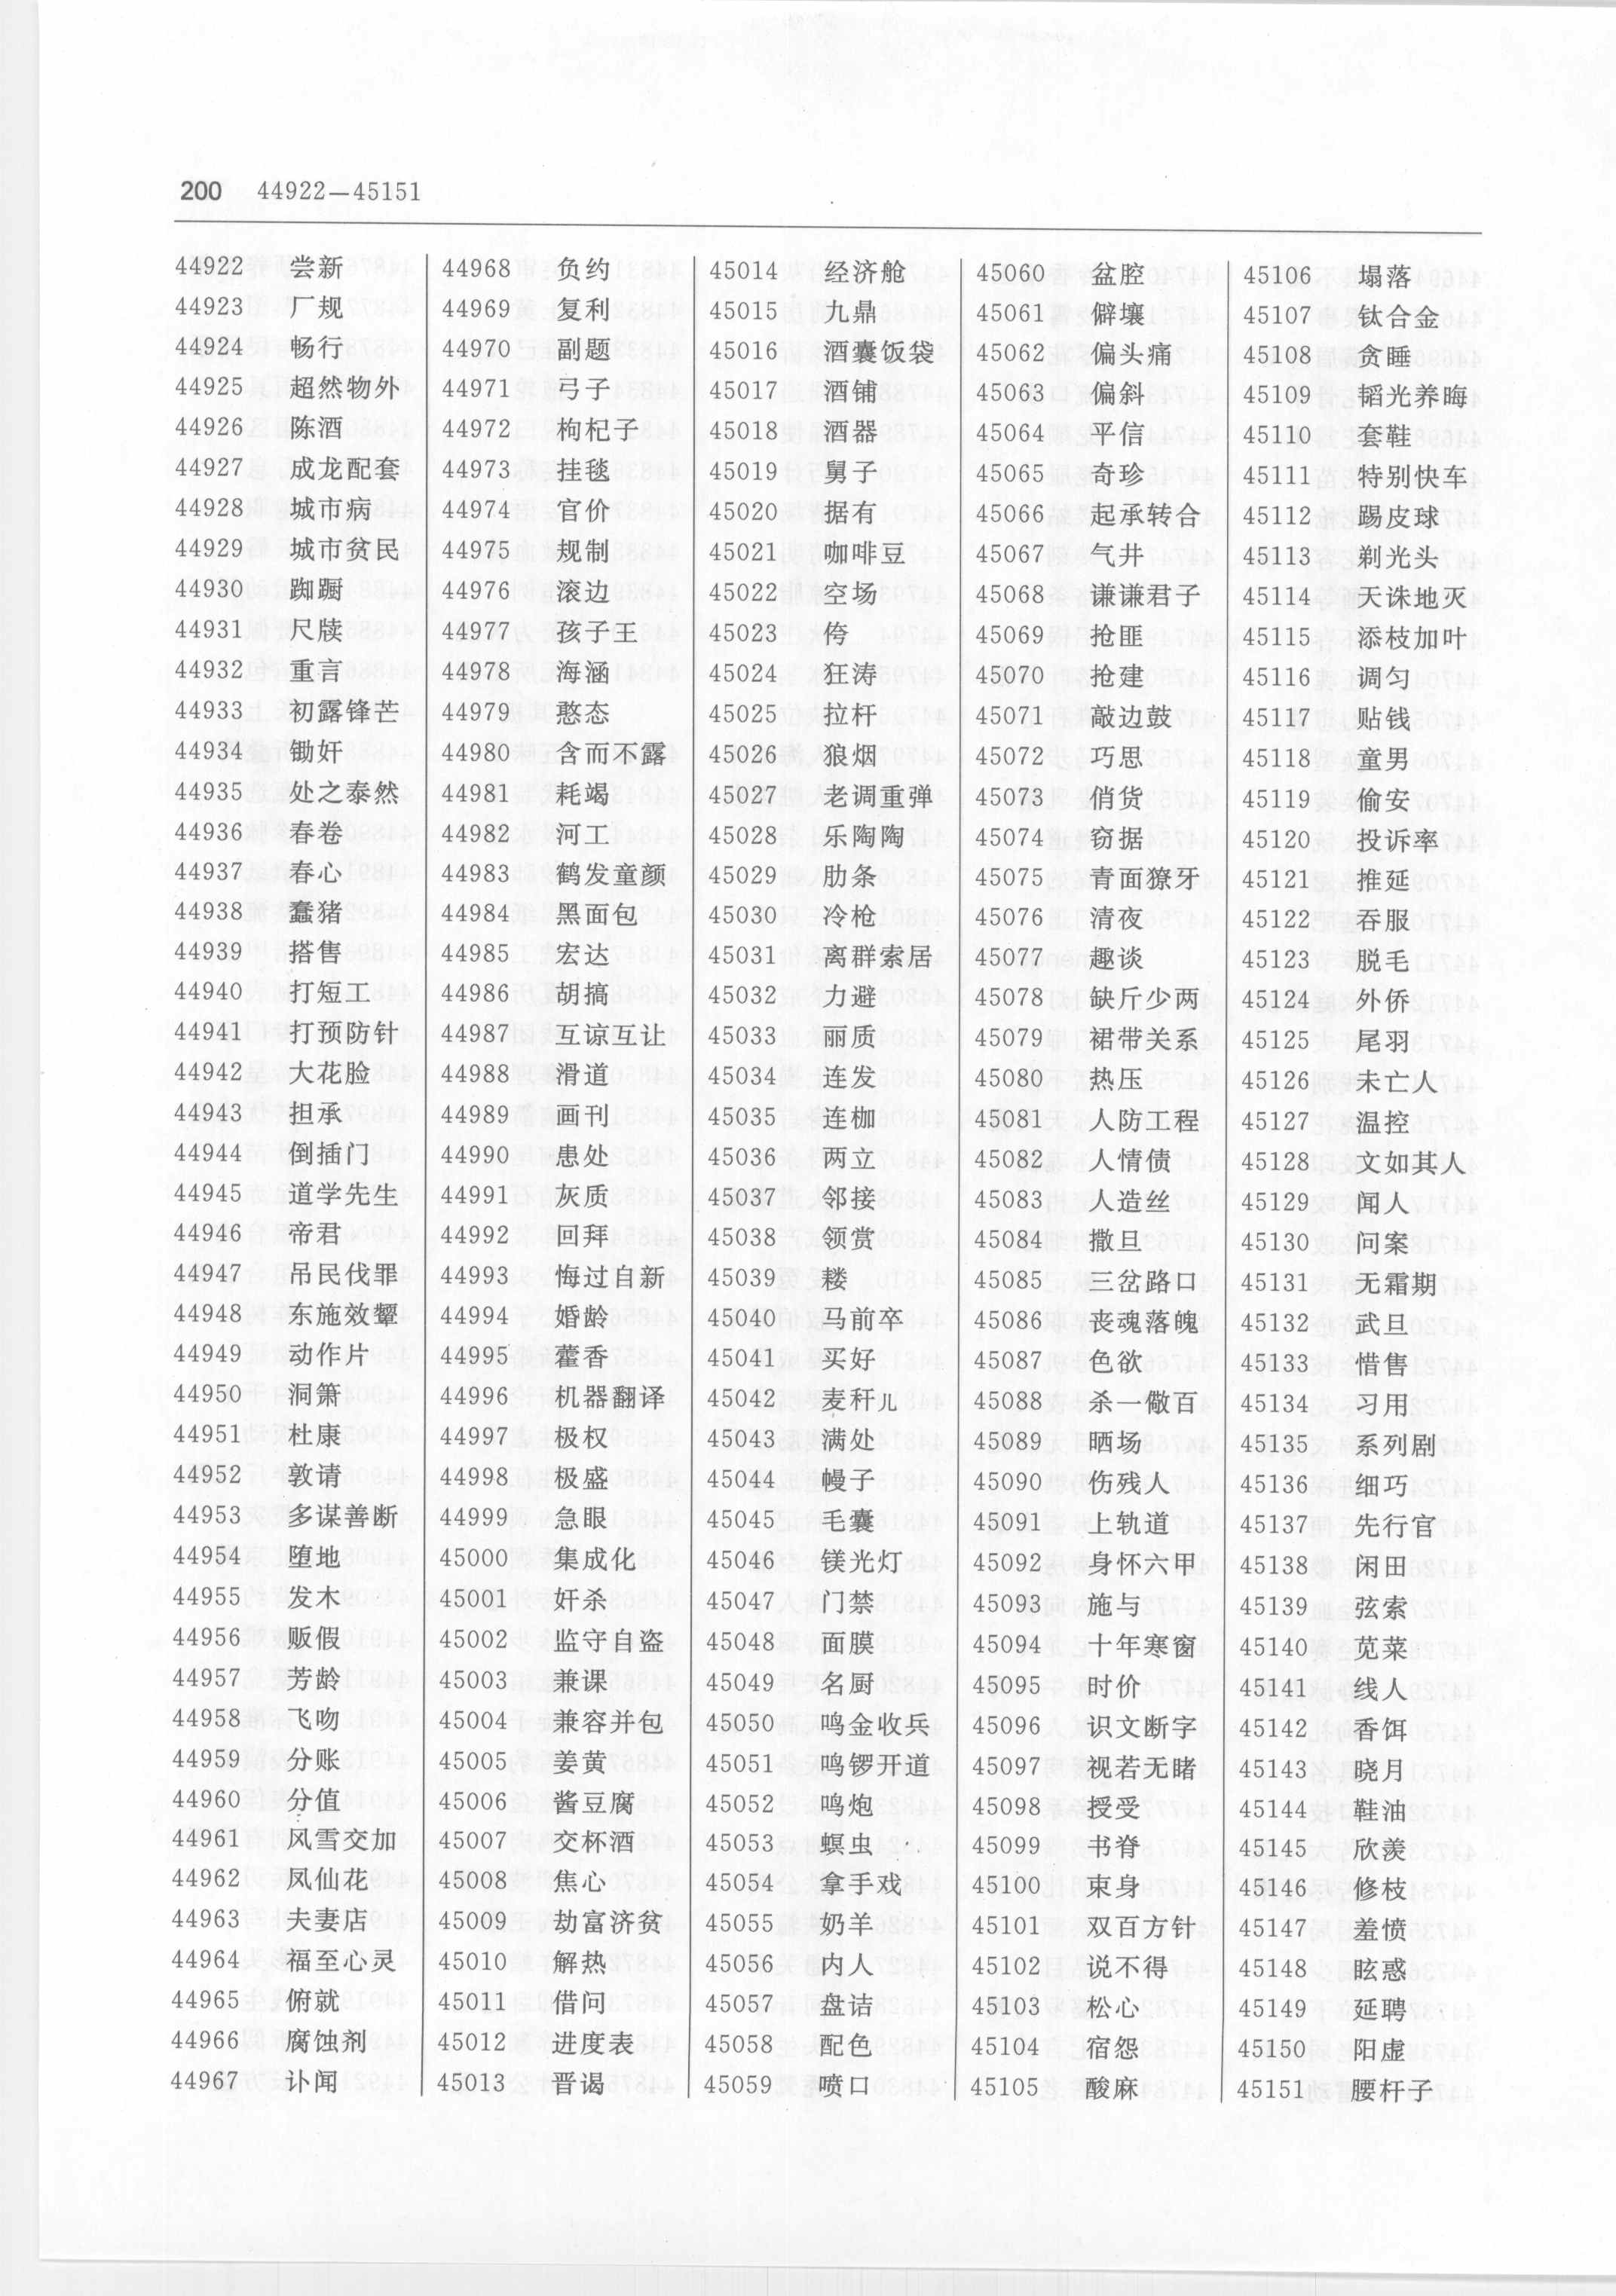 200 44922—45151
44922 尝新
44923 厂规
44924 畅行
44925 超然物外
44926 陈酒
44927 成龙配套
44928 城市病
44929 城市贫民
44930 踟蹰
44931 尺牍
44932 重言
44933 初露锋芒
44934 锄奸
44935 处之泰然
44936 春卷
44937 春心
44938 蠢猪
44939 搭售
44940 打短工
44941 打预防针
44942 大花脸
44943 担承
44944 倒插门
44945 道学先生
44946 帝君
44947 吊民伐罪
44948 东施效颦
44949 动作片
44950 洞箫
44951 杜康
44952 敦请
44953 多谋善断
44954 堕地
44955 发木
44956 贩假
44957 芳龄
44958 飞吻
44959 分账
44960 分值
44961 风雪交加
44962 凤仙花
44963 夫妻店
44964 福至心灵
44965 俯就
44966 腐蚀剂
44967 讣闻
44968 负约
44969 复利
44970 副题
44971 弓子
44972 枸杞子
44973 挂毯
44974 官价
44975 规制
44976 滚边
44977 孩子王
44978 海涵
44979 憨态
44980 含而不露
44981 耗竭
44982 河工
44983 鹤发童颜
44984 黑面包
44985 宏达
44986 胡搞
44987 互谅互让
44988 滑道
44989 画刊
44990 患处
44991 灰质
44992 回拜
44993 悔过自新
44994 婚龄
44995 藿香
44996 机器翻译
44997 极权
44998 极盛
44999 急眼
45000 集成化
45001 奸杀
45002 监守自盗
45003 兼课
45004 兼容并包
45005 姜黄
45006 酱豆腐
45007 交杯酒
45008 焦心
45009 劫富济贫
45010 解热
45011 借问
45012 进度表
45013 晋谒
45014 经济舱
45015 九鼎
45016 酒囊饭袋
45017 酒铺
45018 酒器
45019 舅子
45020 据有
45021 咖啡豆
45022 空场
45023 侉
45024 狂涛
45025 拉杆
45026 狼烟
45027 老调重弹
45028 乐陶陶
45029 肋条
45030 冷枪
45031 离群索居
45032 力避
45033 丽质
45034 连发
45035 连枷
45036 两立
45037 邻接
45038 领赏
45039 耧
45040 马前卒
45041 买好
45042 麦秆儿
45043 满处
45044 幔子
45045 毛囊
45046 镁光灯
45047 门禁
45048 面膜
45049 名厨
45050 鸣金收兵
45051 鸣锣开道
45052 鸣炮
45053 螟虫
45054 拿手戏
45055 奶羊
45056 内人
45057 盘诘
45058 配色
45059 喷口
45060 盆腔
45061 僻壤
45062 偏头痛
45063 偏斜
45064 平信
45065 奇珍
45066 起承转合
45067 气井
45068 谦谦君子
45069 抢匪
45070 抢建
45071 敲边鼓
45072 巧思
45073 俏货
45074 窃据
45075 青面獠牙
45076 清夜
45077 趣谈
45078 缺斤少两
45079 裙带关系
45080 热压
45081 人防工程
45082 人情债
45083 人造丝
45084 撒旦
45085 三岔路口
45086 丧魂落魄
45087 色欲
45088 杀一儆百
45089 晒场
45090 伤残人
45091 上轨道
45092 身怀六甲
45093 施与
45094 十年寒窗
45095 时价
45096 识文断字
45097 视若无睹
45098 授受
45099 书脊
45100 束身
45101 双百方针
45102 说不得
45103 松心
45104 宿怨
45105 酸麻
45106 塌落
45107 钛合金
45108 贪睡
45109 韬光养晦
45110 套鞋
45111 特别快车
45112 踢皮球
45113 剃光头
45114 天诛地灭
45115 添枝加叶
45116 调匀
45117 贴钱
45118 童男
45119 偷安
45120 投诉率
45121 推延
45122 吞服
45123 脱毛
45124 外侨
45125 尾羽
45126 未亡人
45127 温控
45128 文如其人
45129 闻人
45130 问案
45131 无霜期
45132 武旦
45133 惜售
45134 习用
45135 系列剧
45136 细巧
45137 先行官
45138 闲田
45139 弦索
45140 苋菜
45141 线人
45142 香饵
45143 晓月
45144 鞋油
45145 欣羡
45146 修枝
45147 羞愤
45148 眩惑
45149 延聘
45150 阳虚
45151 腰杆子